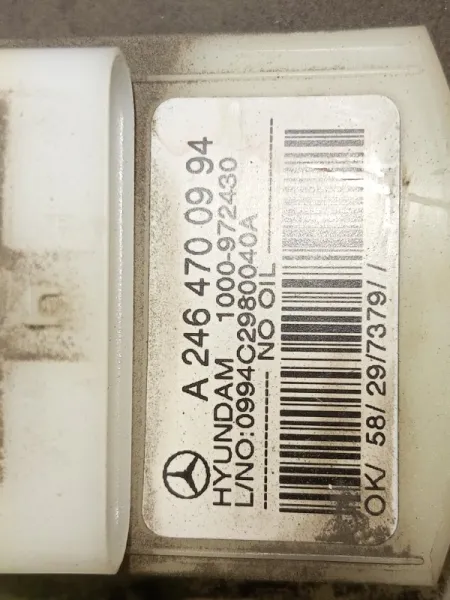 A 246 470 09 94
HYUNDAM 1000-972430
L/NO:0994C2980040A
NO OIL
OK/ 58/ 29/7379/ /